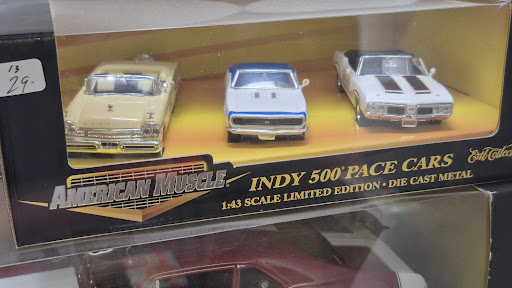 13
29-
AMERICAN MUSCLE
INDY 500 PACE CARS
Ertl Collectibles
1:43 SCALE LIMITED EDITION • DIE CAST METAL